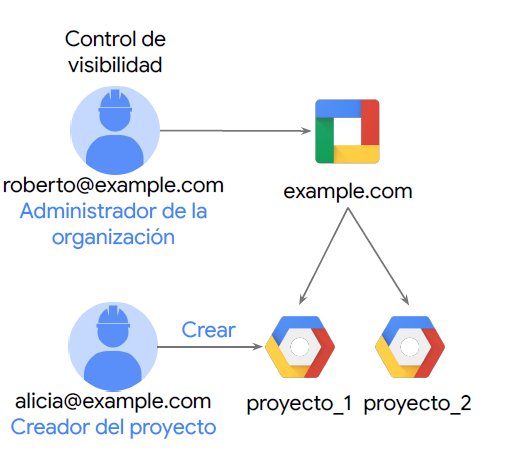 Control de
visibilidad
roberto@example.com
Administrador de la
organización
example.com
Crear
alicia@example.com
Creador del proyecto
proyecto_1
proyecto_2